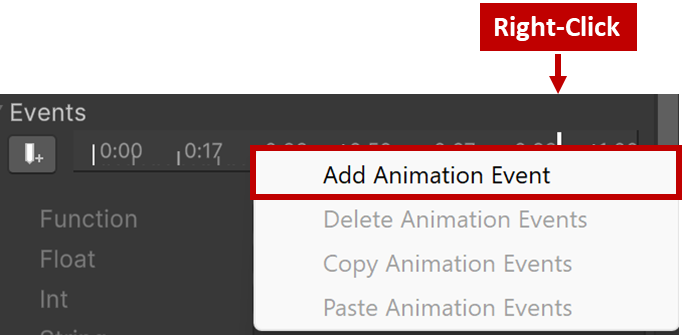 Right-Click
Events
0:00 0:17
Add Animation Event
Function
Delete Animation Events
Float
Copy Animation Events
Int
Paste Animation Events